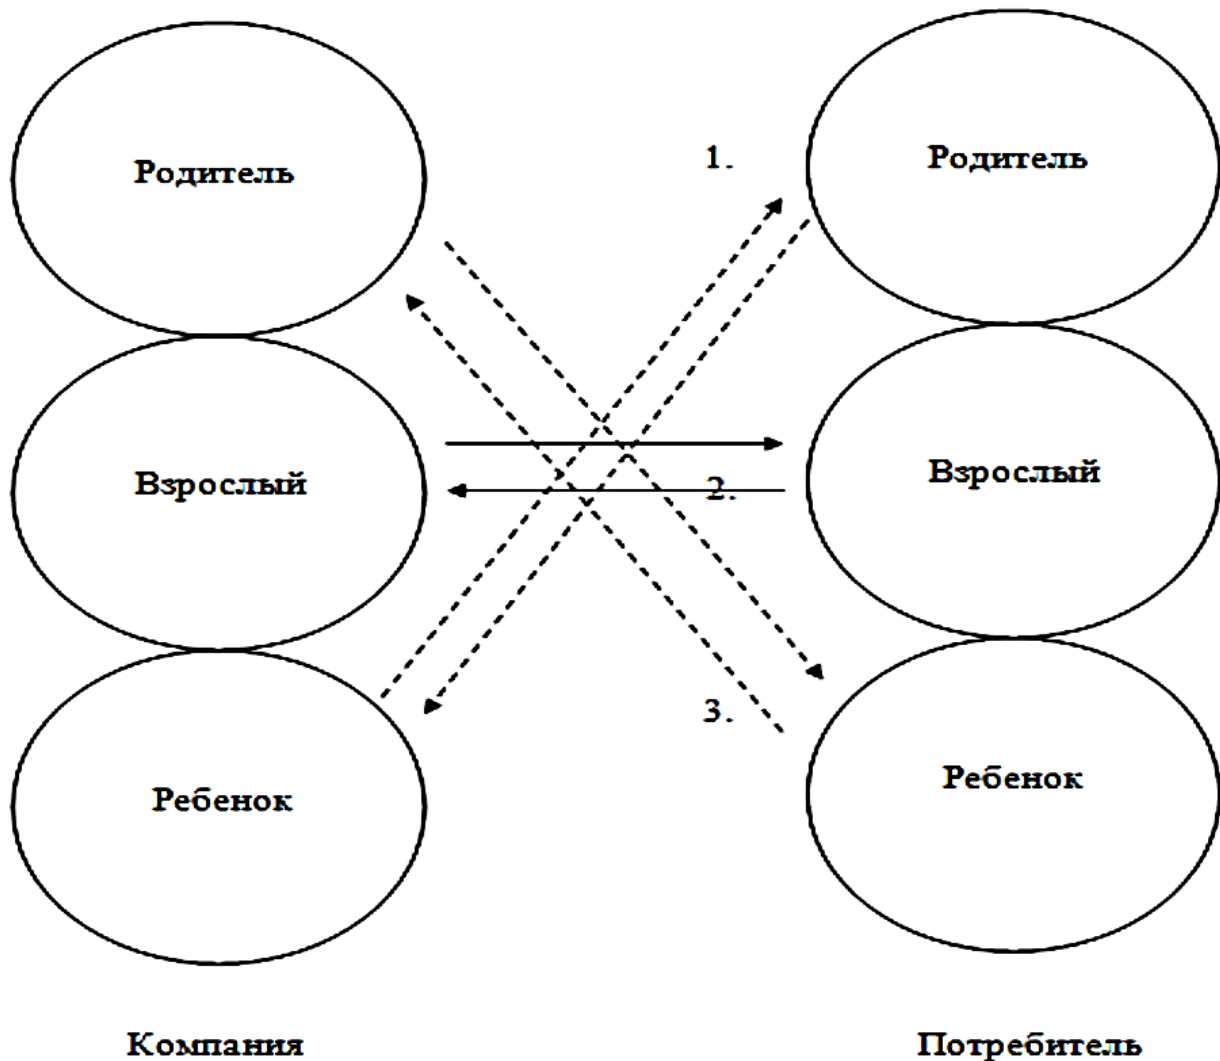 Родитель
1.
Родитель
Взрослый
2.
Взрослый
3.
Ребенок
Ребенок
Компания
Потребитель